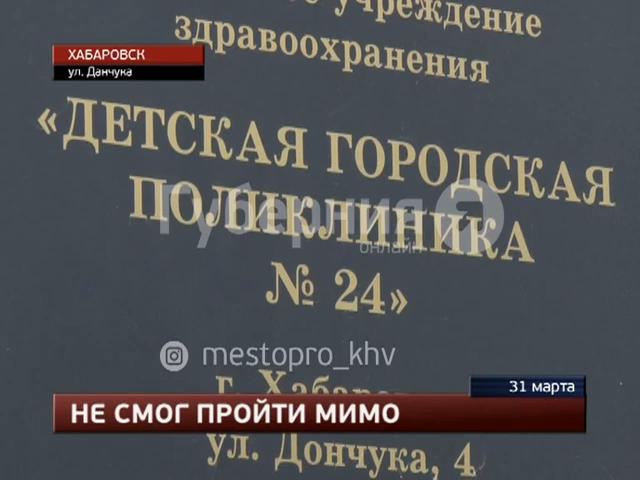 учреждение
здравоохранения
ХАБАРОВСК
ул. Данчука
«ДЕТСКАЯ ГОРОДСКАЯ
ПОЛИКЛИНИКА
Губерния
онлайн
№ 24»
mestopro_khv
31 марта
НЕ СМОГ ПРОЙТИ МИМО
ул. Дончука, 4